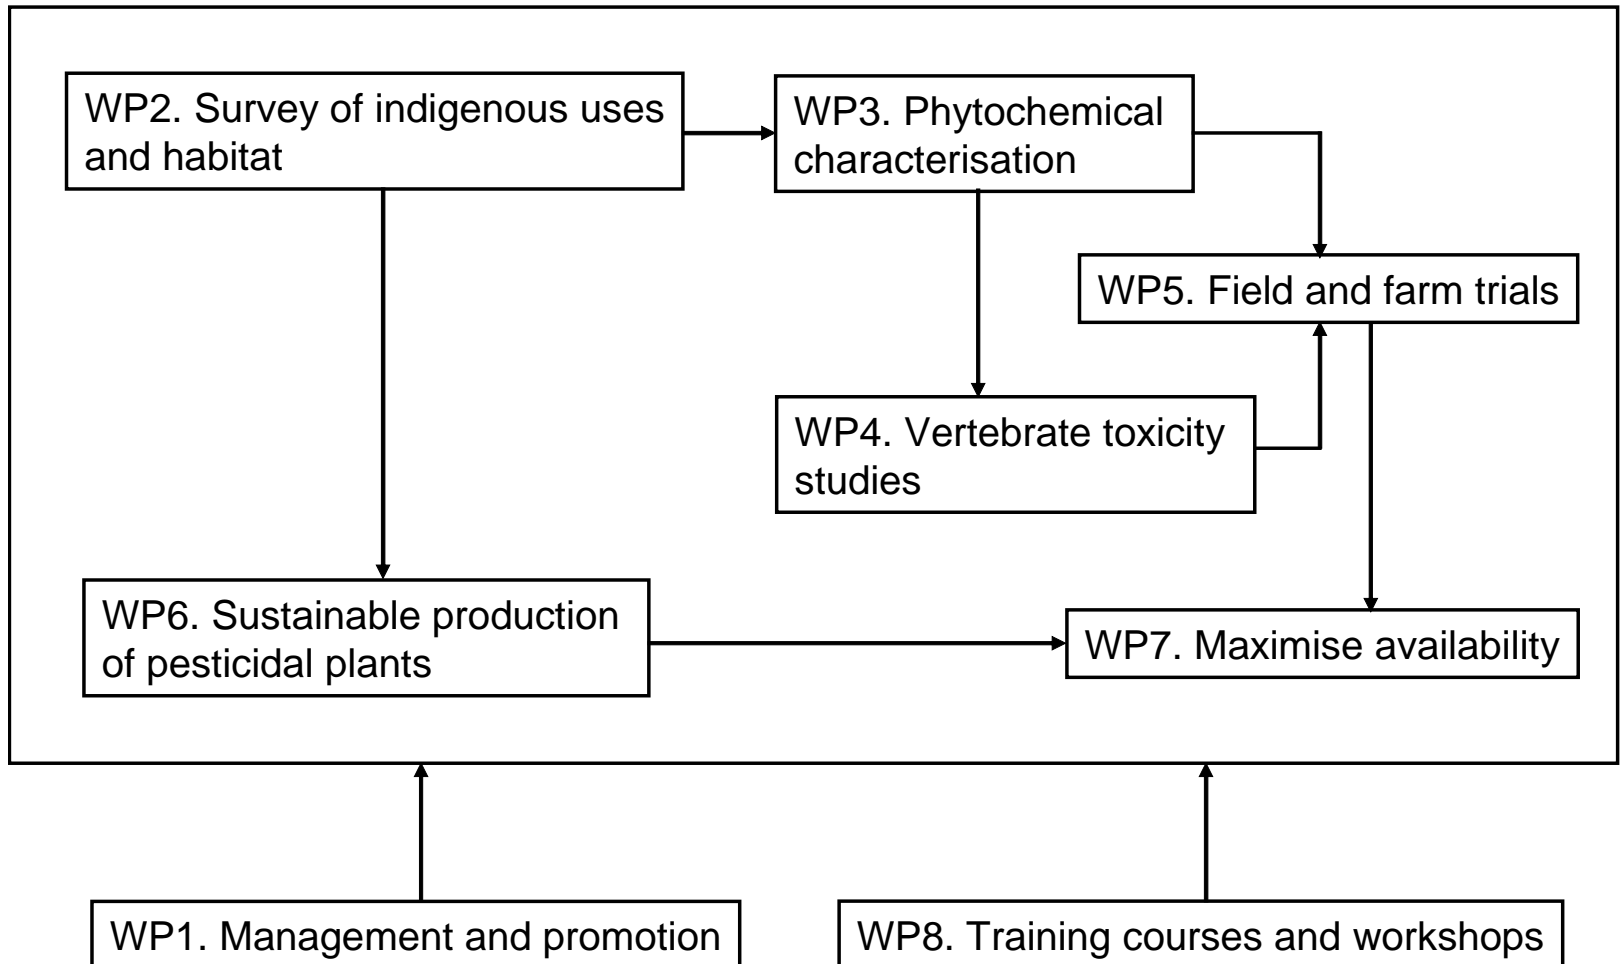 WP2. Survey of indigenous uses
and habitat
WP3. Phytochemical
characterisation
WP5. Field and farm trials
WP4. Vertebrate toxicity
studies
WP6. Sustainable production
of pesticidal plants
WP7. Maximise availability
WP1. Management and promotion
WP8. Training courses and workshops